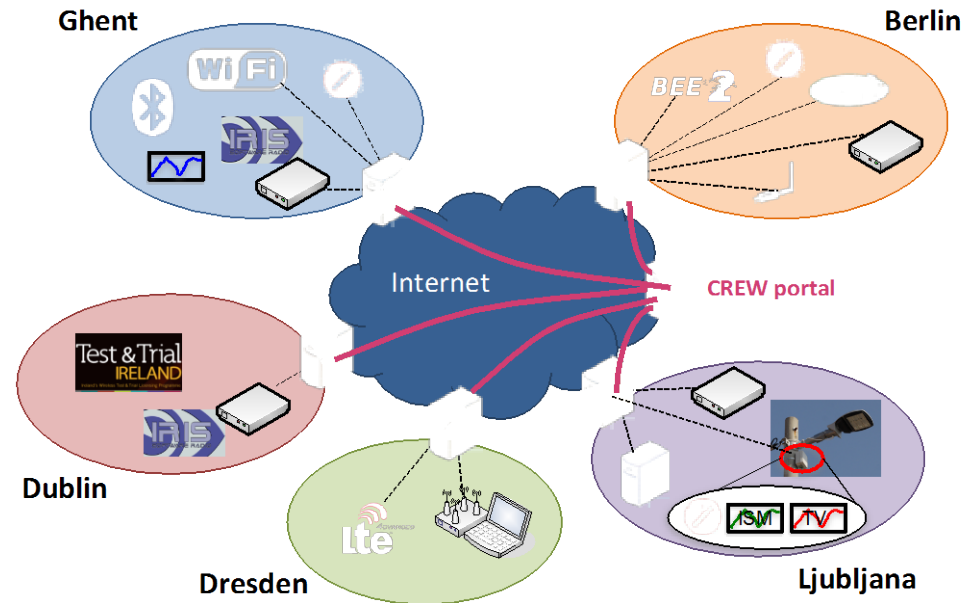 Ghent
Berlin
Wi Fi
BEE 2
IRIS
Internet
CREW portal
Test & Trial
IRELAND
IRIS
Dublin
Lte
ISM
TV
Dresden
Ljubljana